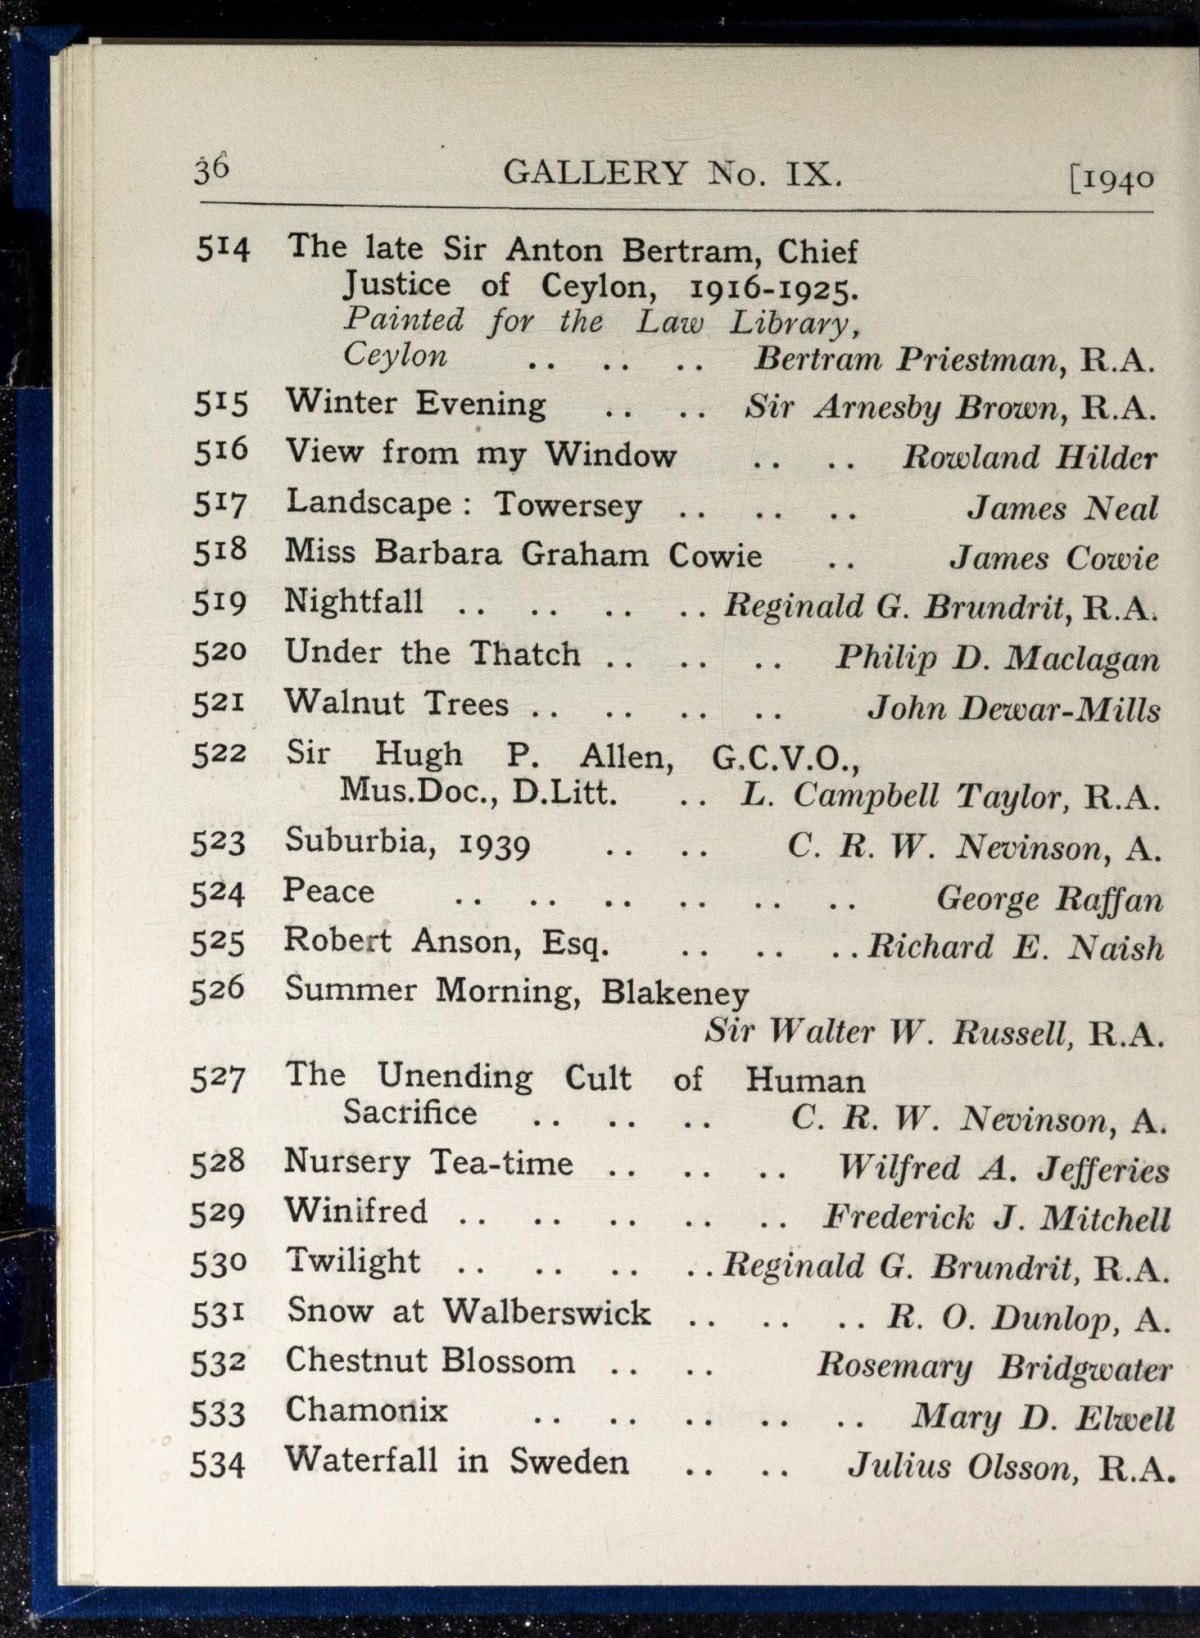 36 GALLERY No. IX. [1940
514 The late Sir Anton Bertram, Chief
Justice of Ceylon, 1916-1925.
Painted for the Law Library,
Ceylon .. .. .. Bertram Priestman, R.A.
515 Winter Evening .. .. Sir Arnesby Brown, R.A.
516 View from my Window .. .. Rowland Hilder
517 Landscape : Towersey .. .. .. James Neal
518 Miss Barbara Graham Cowie .. James Cowie
519 Nightfall .. .. .. .. Reginald G. Brundrit, R.A.
520 Under the Thatch .. .. .. Philip D. Maclagan
521 Walnut Trees .. .. .. .. John Dewar-Mills
522 Sir Hugh P. Allen, G.C.V.O.,
Mus.Doc., D.Litt. .. L. Campbell Taylor, R.A.
523 Suburbia, 1939 .. .. C. R. W. Nevinson, A.
524 Peace .. .. .. .. .. .. George Raffan
525 Robert Anson, Esq. .. .. .. Richard E. Naish
526 Summer Morning, Blakeney
Sir Walter W. Russell, R.A.
527 The Unending Cult of Human
Sacrifice .. .. .. C. R. W. Nevinson, A.
528 Nursery Tea-time .. .. .. Wilfred A. Jefferies
529 Winifred .. .. .. .. .. Frederick J. Mitchell
530 Twilight .. .. .. .. Reginald G. Brundrit, R.A.
531 Snow at Walberswick .. .. .. R. O. Dunlop, A.
532 Chestnut Blossom .. .. Rosemary Bridgwater
533 Chamonix .. .. .. .. .. Mary D. Elwell
534 Waterfall in Sweden .. .. Julius Olsson, R.A.